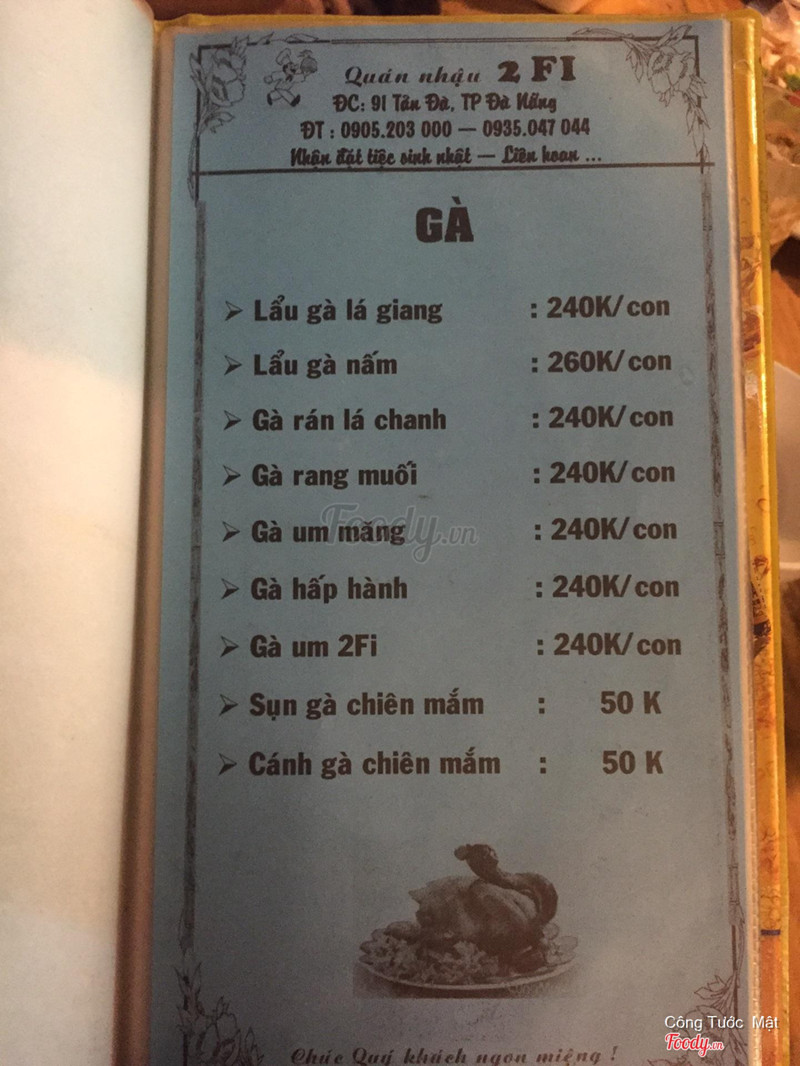 Quán nhậu 2 FI
ĐC: 91 Tản Đà, TP Đà Nẵng
ĐT : 0905.203 000 — 0935.047 044
Nhận đặt tiệc sinh nhật — Liên hoan ...
GÀ
➢ Lẩu gà lá giang : 240K/con
➢ Lẩu gà nấm : 260K/con
➢ Gà rán lá chanh : 240K/con
➢ Gà rang muối : 240K/con
➢ Gà um măng : 240K/con
➢ Gà hấp hành : 240K/con
➢ Gà um 2Fi : 240K/con
➢ Sụn gà chiên mắm : 50 K
➢ Cánh gà chiên mắm : 50 K
Chúc Quý khách ngon miệng !
Foody.vn
Công Tước Mật
Foody.vn